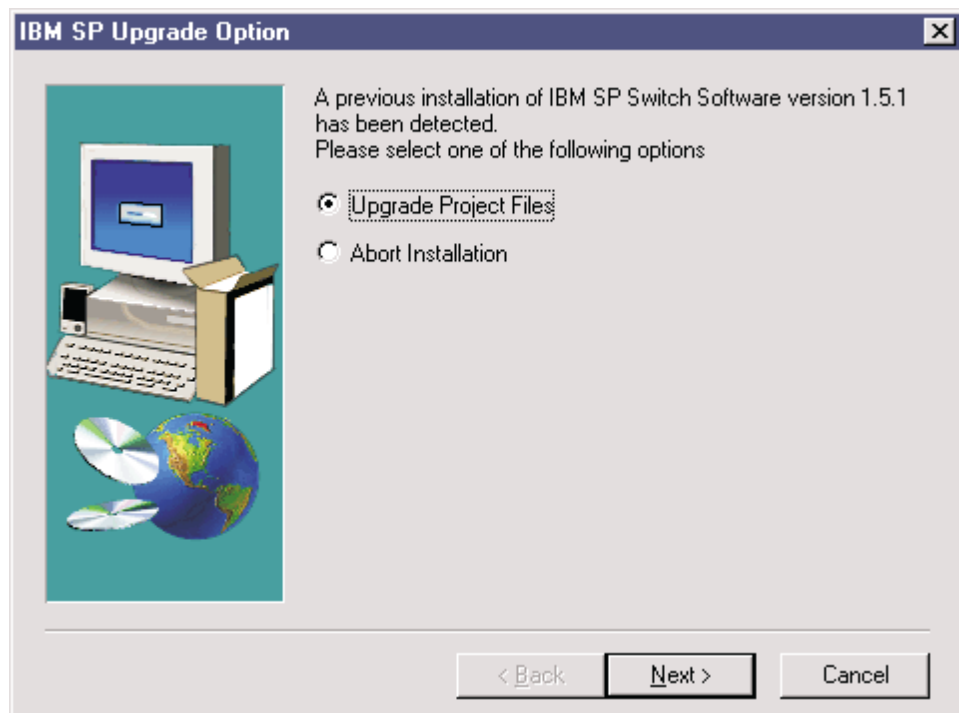 IBM SP Upgrade Option
A previous installation of IBM SP Switch Software version 1.5.1
has been detected.
Please select one of the following options
Upgrade Project Files
Abort Installation
< Back
Next >
Cancel